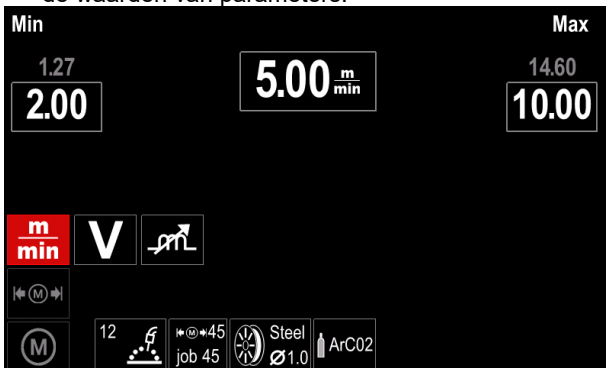 de waarden van parameters.
Min Max
1.27 14.60
2.00 5.00 m/min 10.00
m/min V
M
M 12 45 job 45 Steel Ø1.0 ArC02